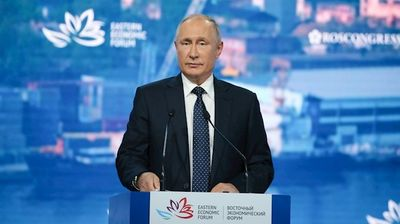 EASTERN
ECONOMIC
FORUM
ROSCONGRESS
EASTERN
ECONOMIC
FORUM
ВОСТОЧНЫЙ
ЭКОНОМИЧЕСКИЙ
ФОРУМ